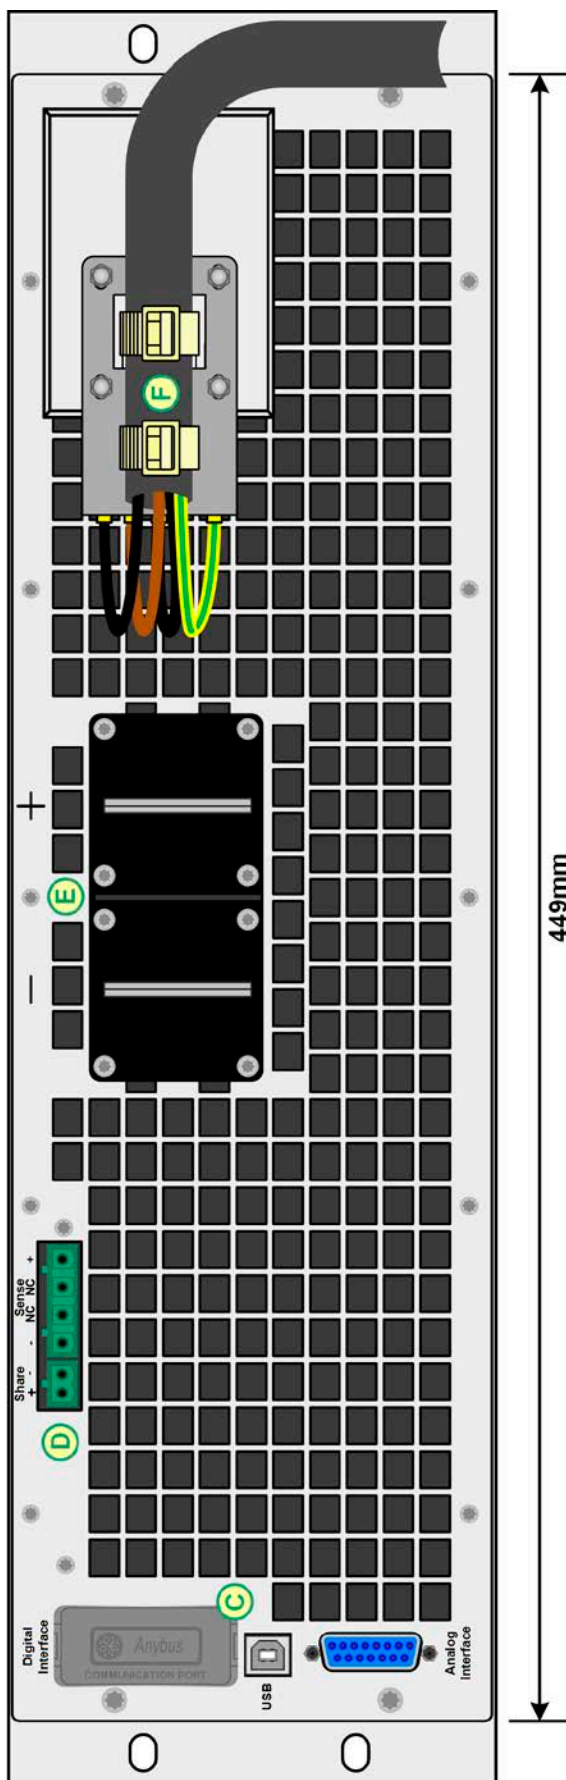 F
+
E
−
449mm
+
NC
Sense
NC
-
-
Share
+
D
C
Digital
Interface
Anybus
COMMUNICATION PORT
USB
Analog
Interface